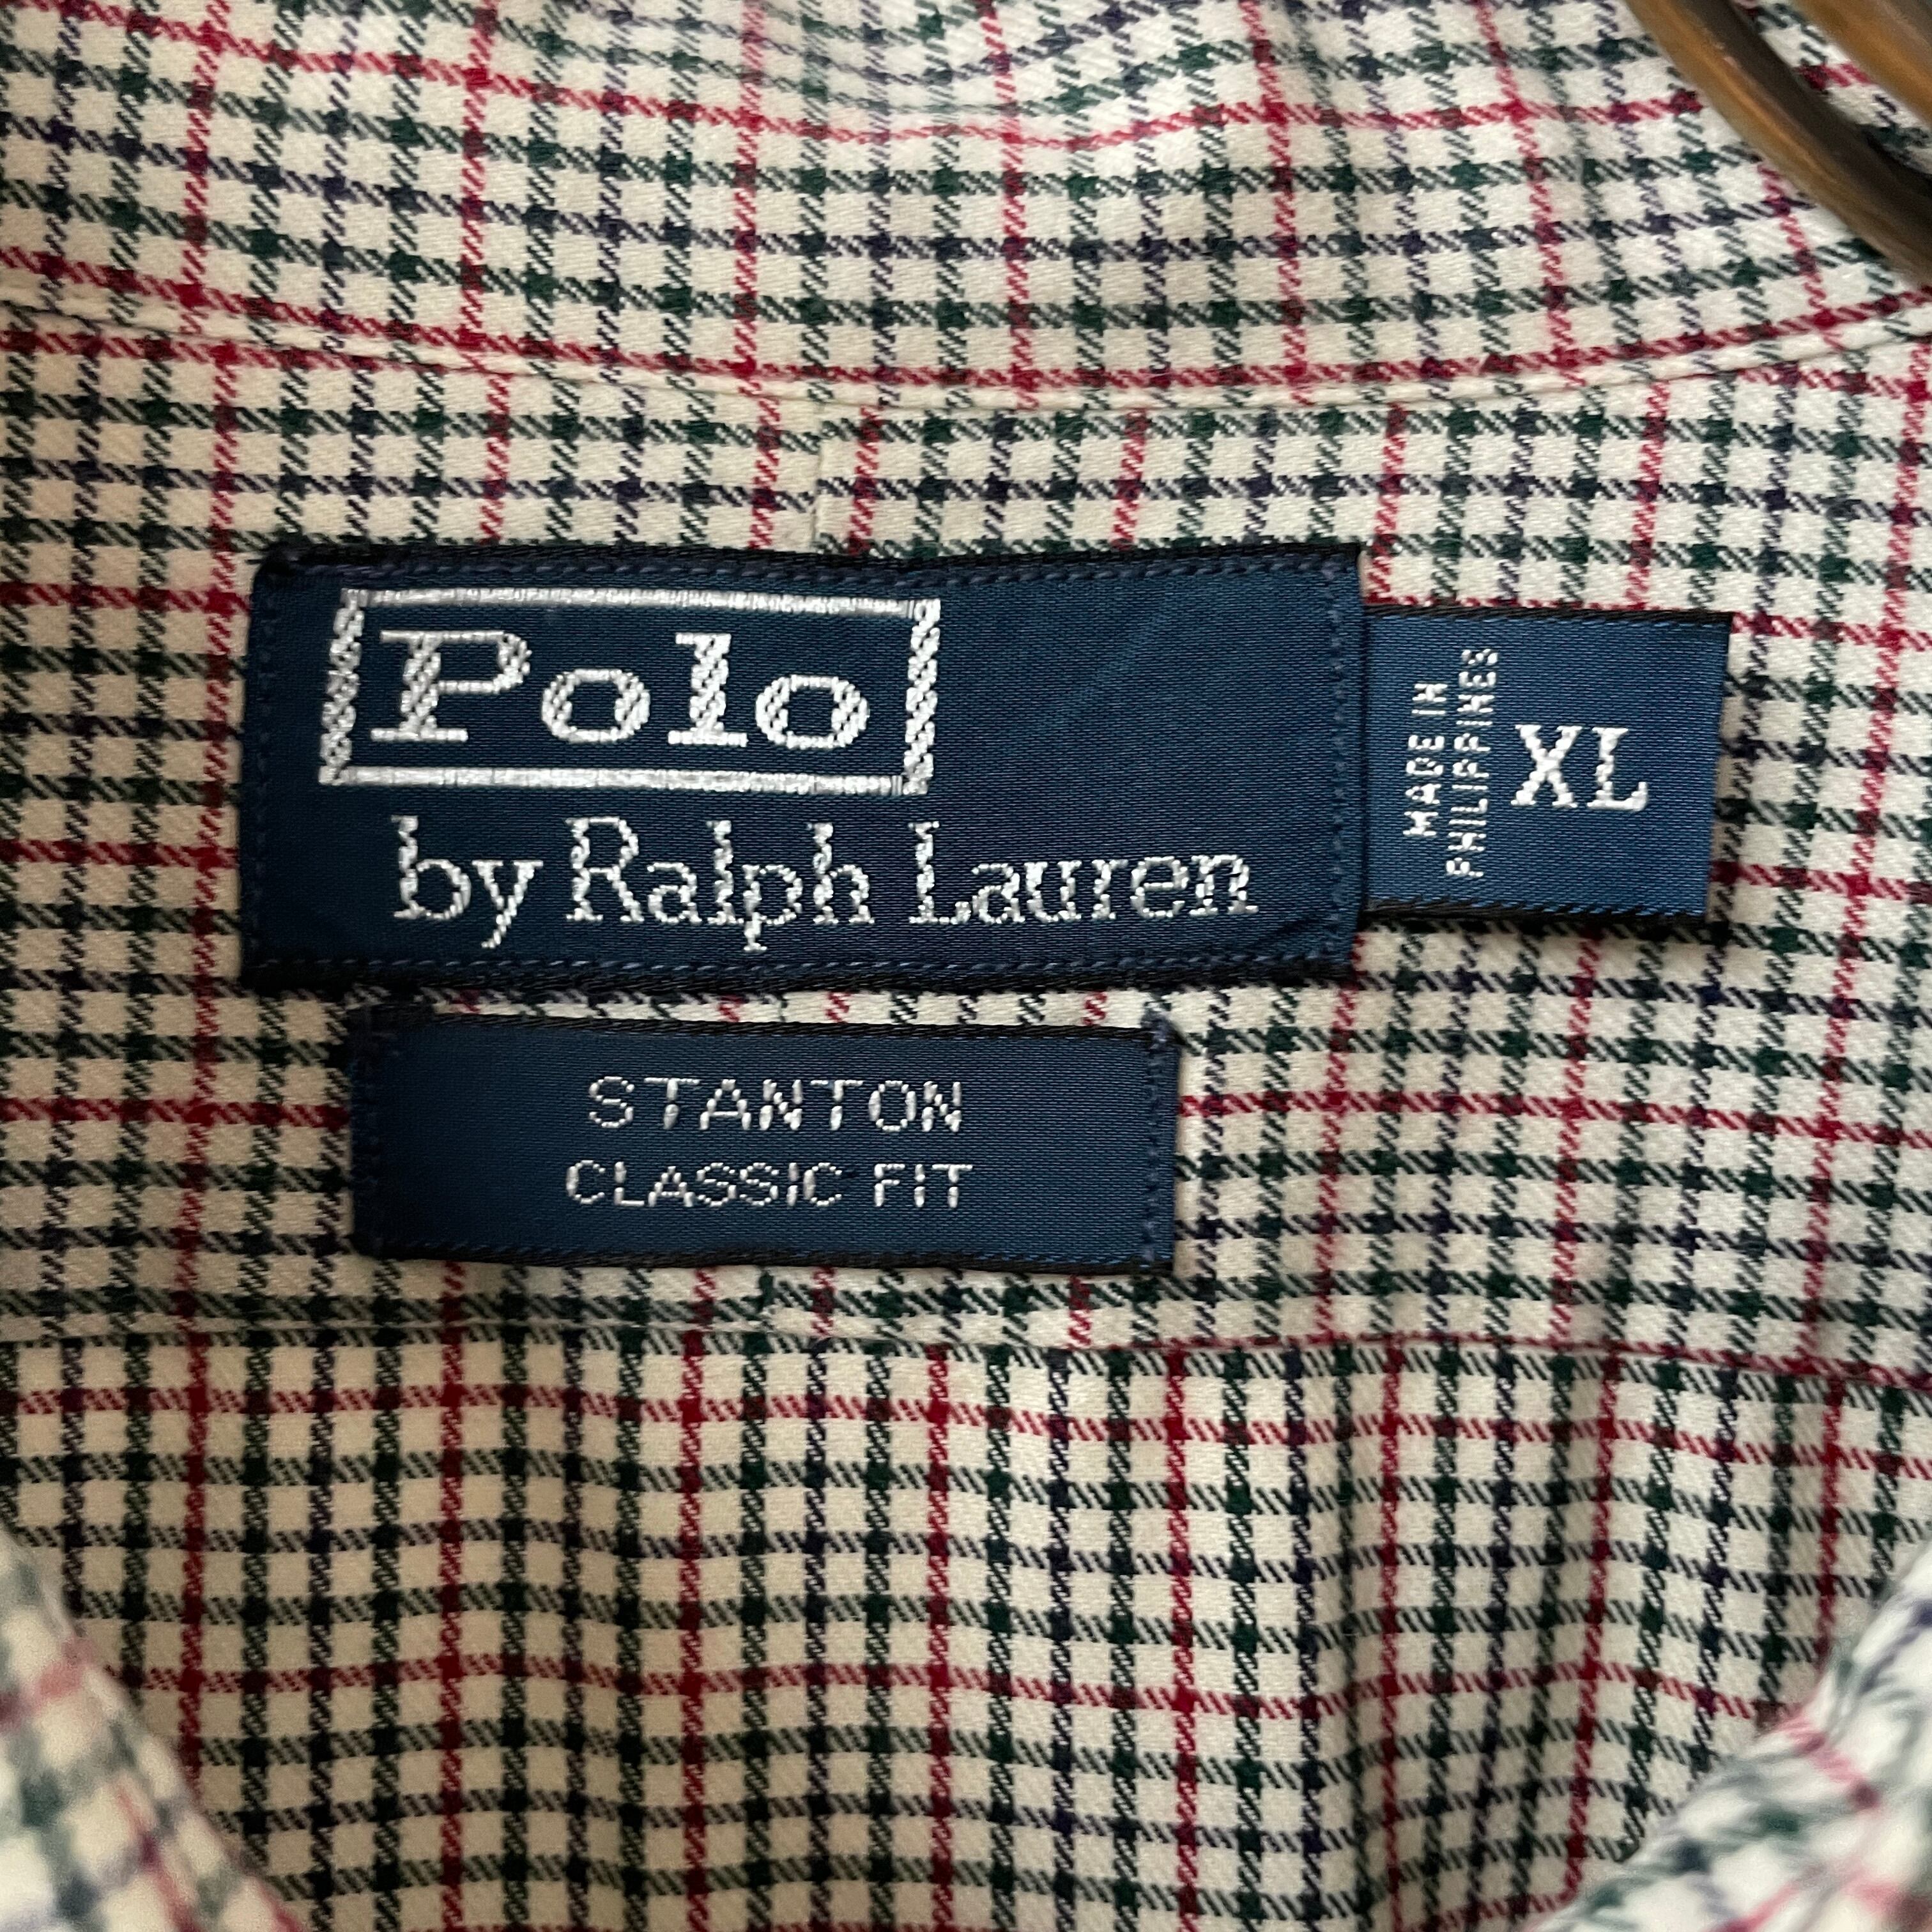 Polo
by Ralph Lauren
MADE IN
PHILIPPINES
XL
STANTON
CLASSIC FIT